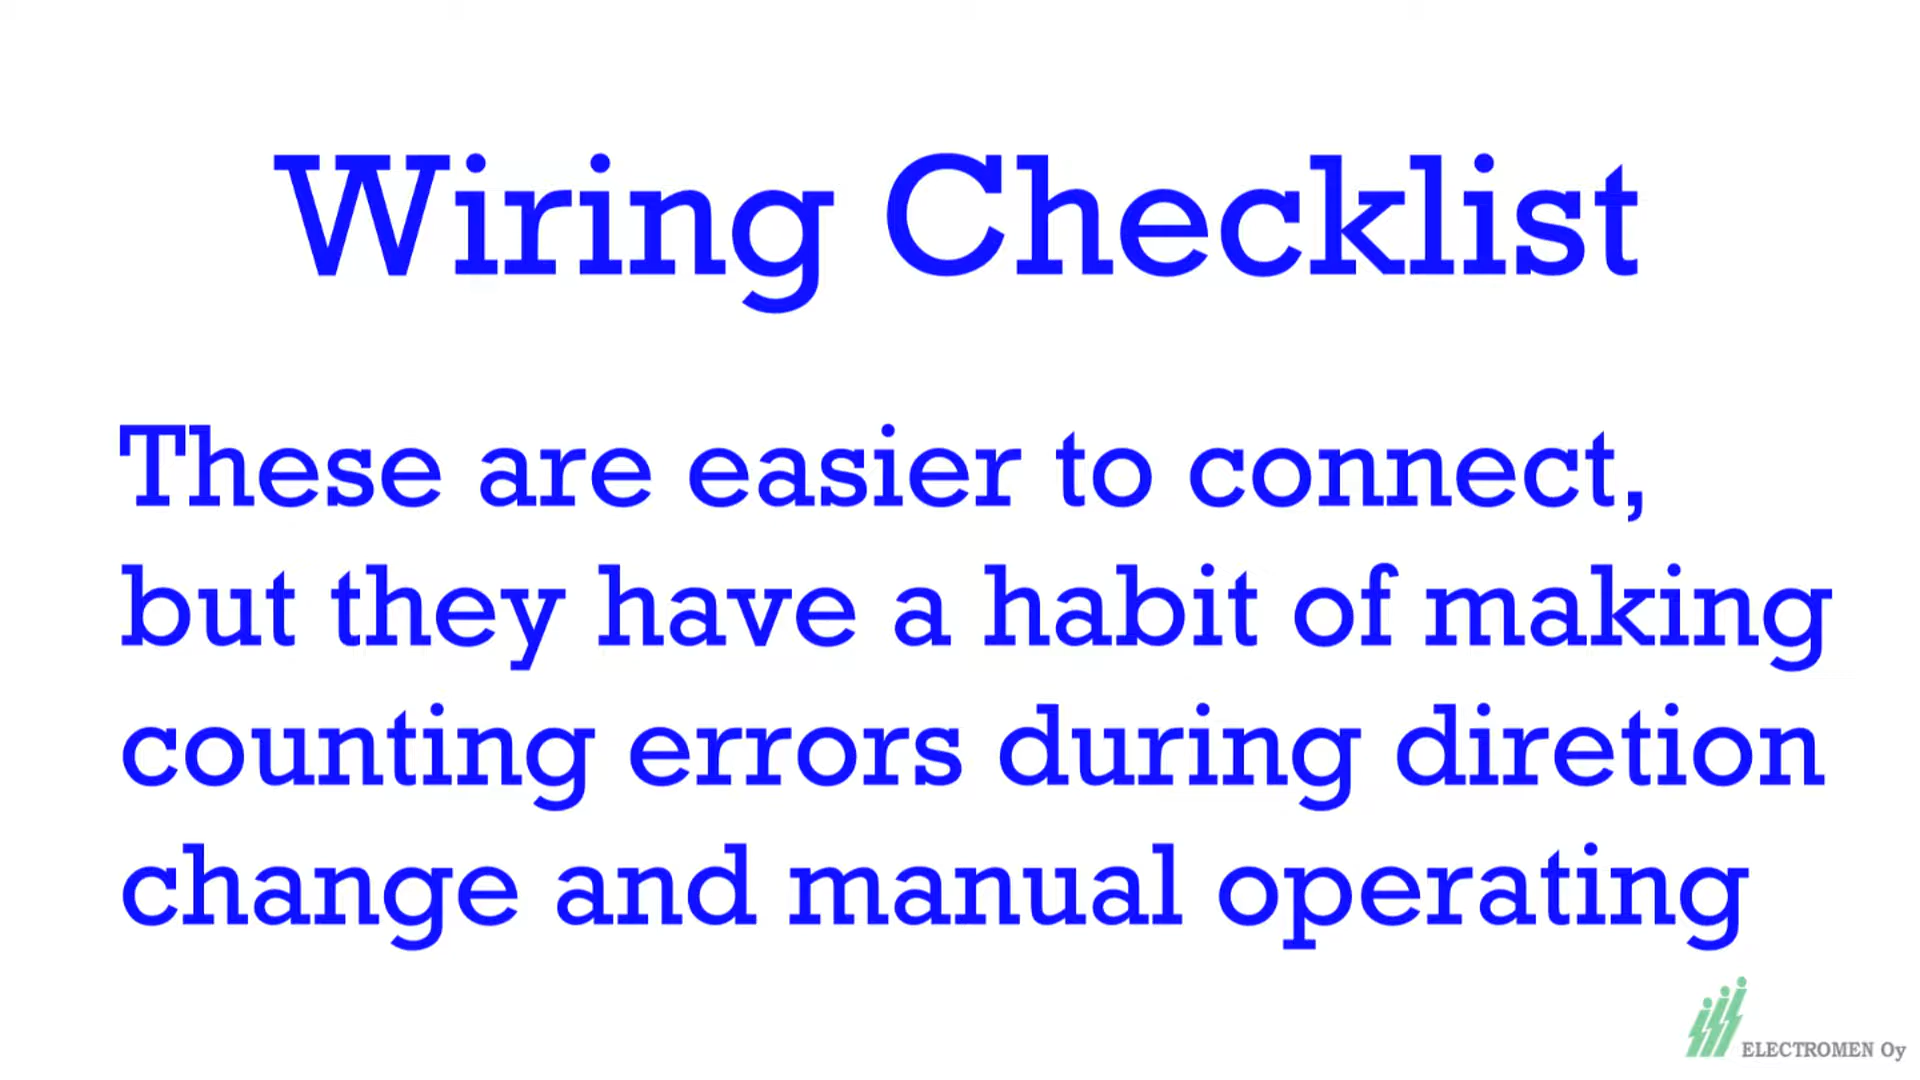 Wiring Checklist
These are easier to connect,
but they have a habit of making
counting errors during diretion
change and manual operating
ELECTROMEN Oy